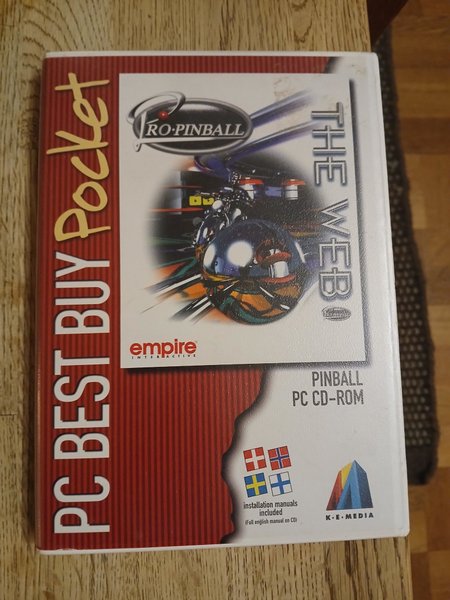 PC BEST BUY Pocket
PRO·PINBALL
THE WEB
empire
INTERACTIVE
PINBALL
PC CD-ROM
installation manuals
included
(Full english manual on CD)
K·E·MEDIA